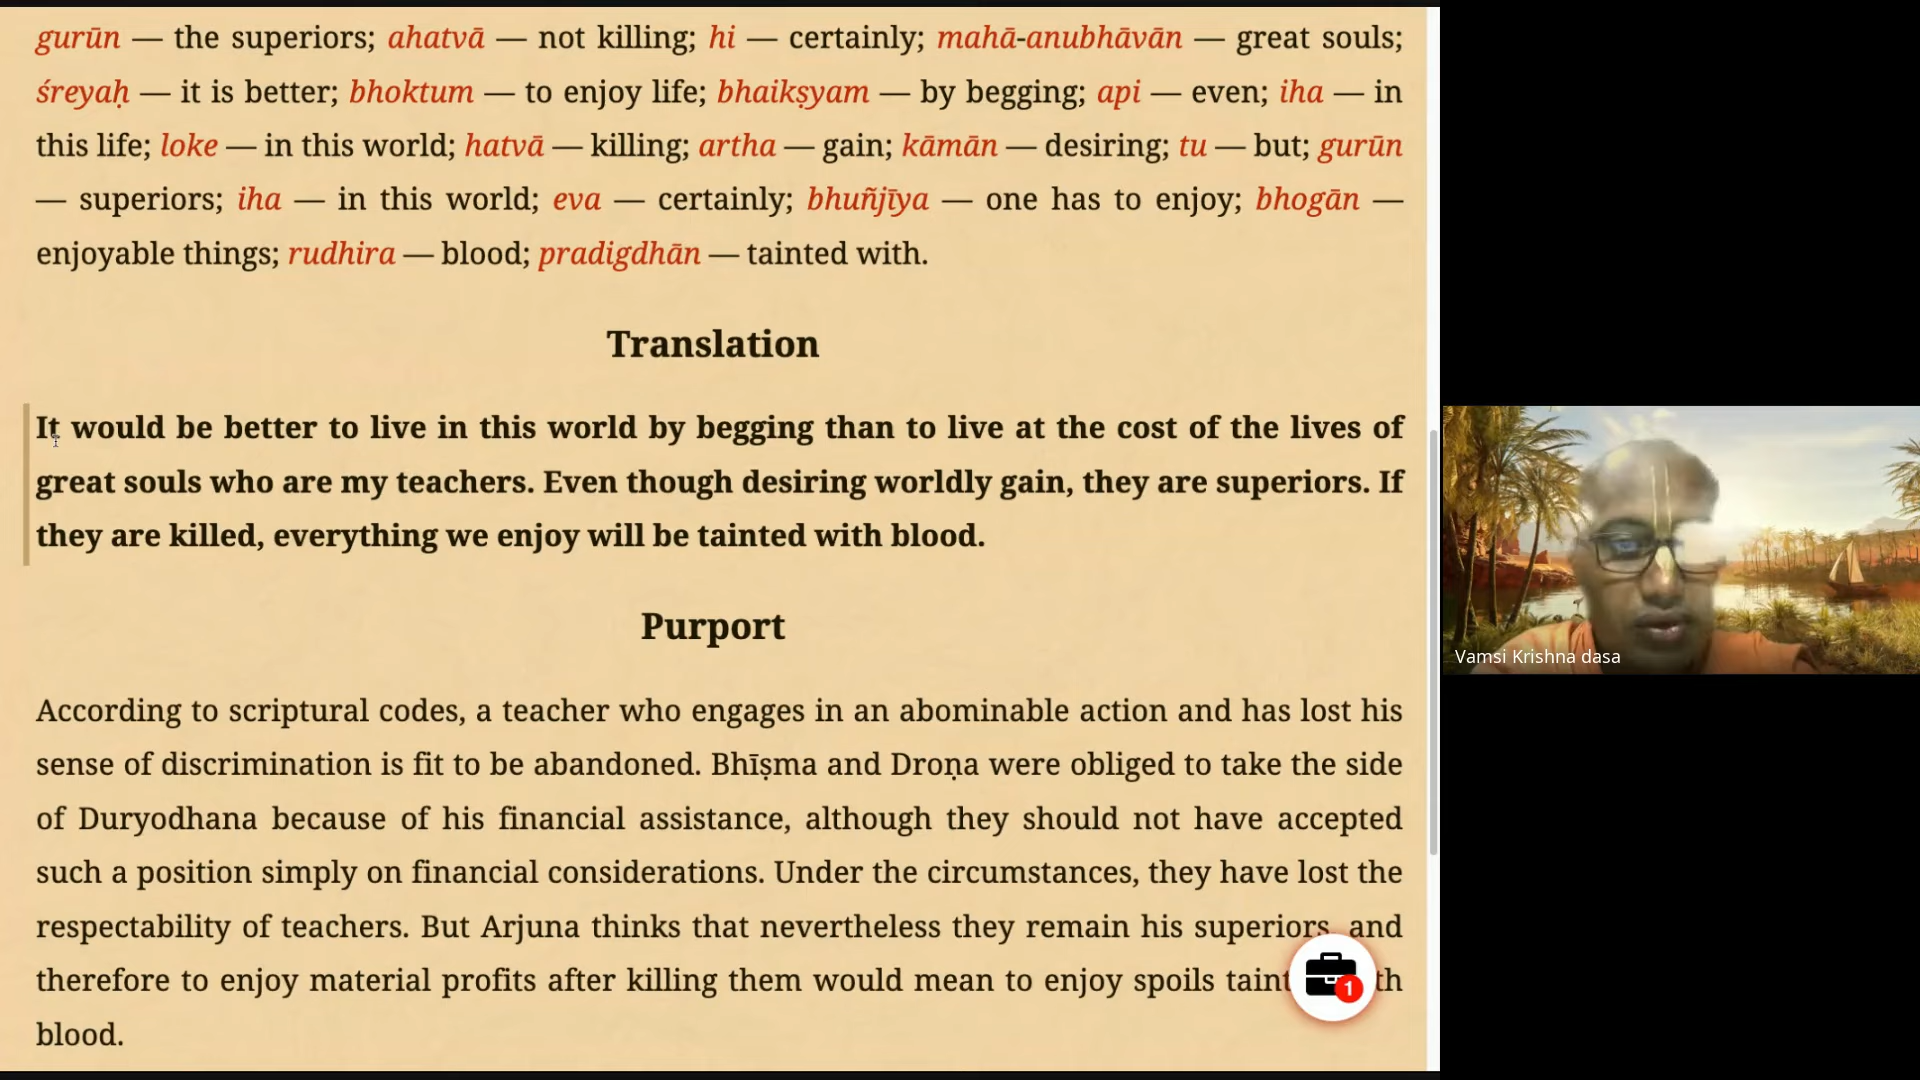 gurūn — the superiors; ahatvā — not killing; hi — certainly; mahā-anubhāvān — great souls;
śreyaḥ — it is better; bhoktum — to enjoy life; bhaikṣyam — by begging; api — even; iha — in
this life; loke — in this world; hatvā — killing; artha — gain; kāmān — desiring; tu — but; gurūn
— superiors; iha — in this world; eva — certainly; bhuñjīya — one has to enjoy; bhogān —
enjoyable things; rudhira — blood; pradigdhān — tainted with.
Translation
It would be better to live in this world by begging than to live at the cost of the lives of
great souls who are my teachers. Even though desiring worldly gain, they are superiors. If
they are killed, everything we enjoy will be tainted with blood.
Purport
According to scriptural codes, a teacher who engages in an abominable action and has lost his
sense of discrimination is fit to be abandoned. Bhīṣma and Droṇa were obliged to take the side
of Duryodhana because of his financial assistance, although they should not have accepted
such a position simply on financial considerations. Under the circumstances, they have lost the
respectability of teachers. But Arjuna thinks that nevertheless they remain his superiors, and
therefore to enjoy material profits after killing them would mean to enjoy spoils
blood.
1
Vamsi Krishna dasa